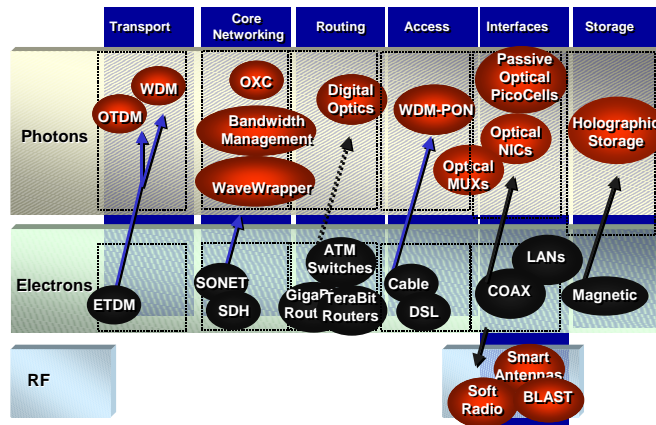 Transport
Core
Networking
Routing
Access
Interfaces
Storage
Photons
WDM
OTDM
OXC
Bandwidth
Management
WaveWrapper
Digital
Optics
WDM-PON
Optical
MUXs
Passive
Optical
PicoCells
Optical
NICs
Holographic
Storage
Electrons
ETDM
SONET
SDH
ATM
Switches
TeraBit
Routers
Cable
DSL
LANs
COAX
Magnetic
RF
Smart
Antennas
Soft
Radio
BLAST